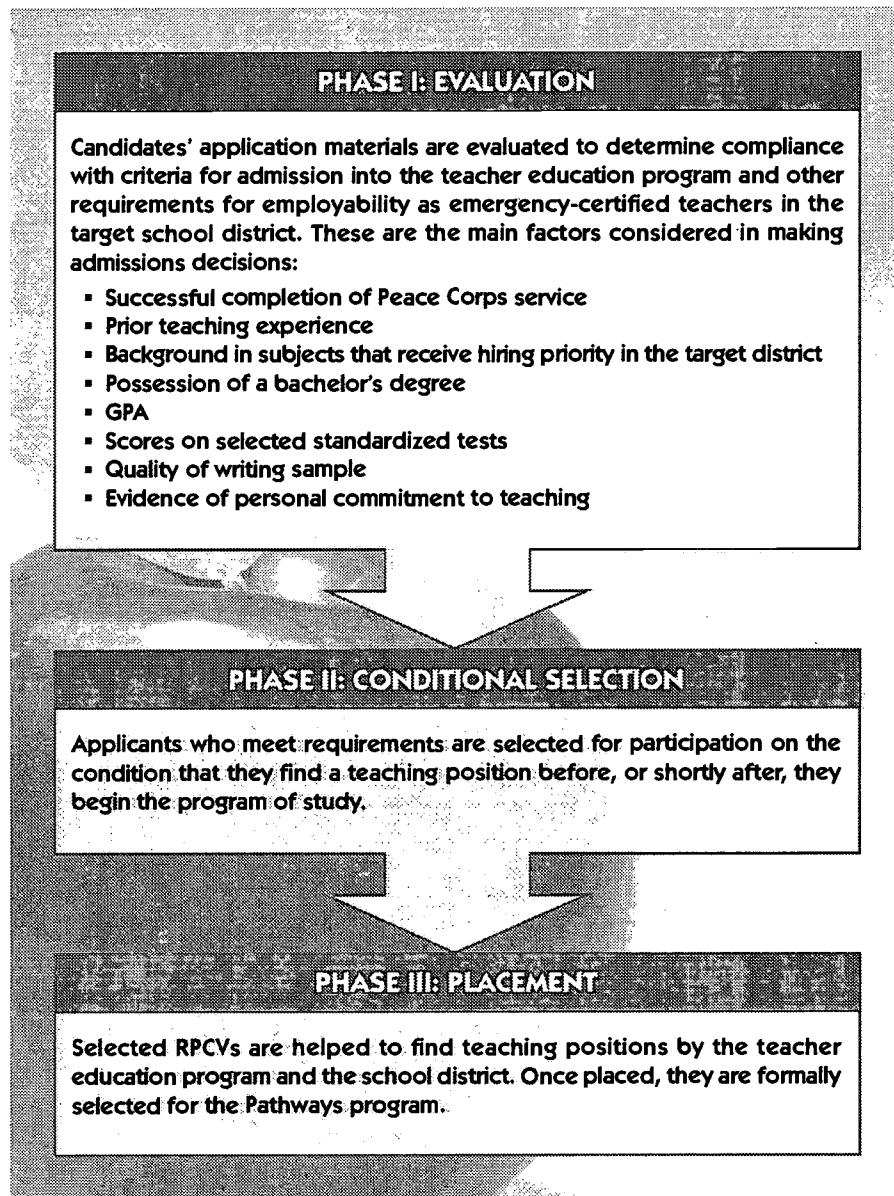 PHASE I: EVALUATION
Candidates' application materials are evaluated to determine compliance
with criteria for admission into the teacher education program and other
requirements for employability as emergency-certified teachers in the
target school district. These are the main factors considered in making
admissions decisions:
▪ Successful completion of Peace Corps service
▪ Prior teaching experience
▪ Background in subjects that receive hiring priority in the target district
▪ Possession of a bachelor's degree
▪ GPA
▪ Scores on selected standardized tests
▪ Quality of writing sample
▪ Evidence of personal commitment to teaching
PHASE II: CONDITIONAL SELECTION
Applicants who meet requirements are selected for participation on the
condition that they find a teaching position before, or shortly after, they
begin the program of study.
PHASE III: PLACEMENT
Selected RPCVs are helped to find teaching positions by the teacher
education program and the school district. Once placed, they are formally
selected for the Pathways program.